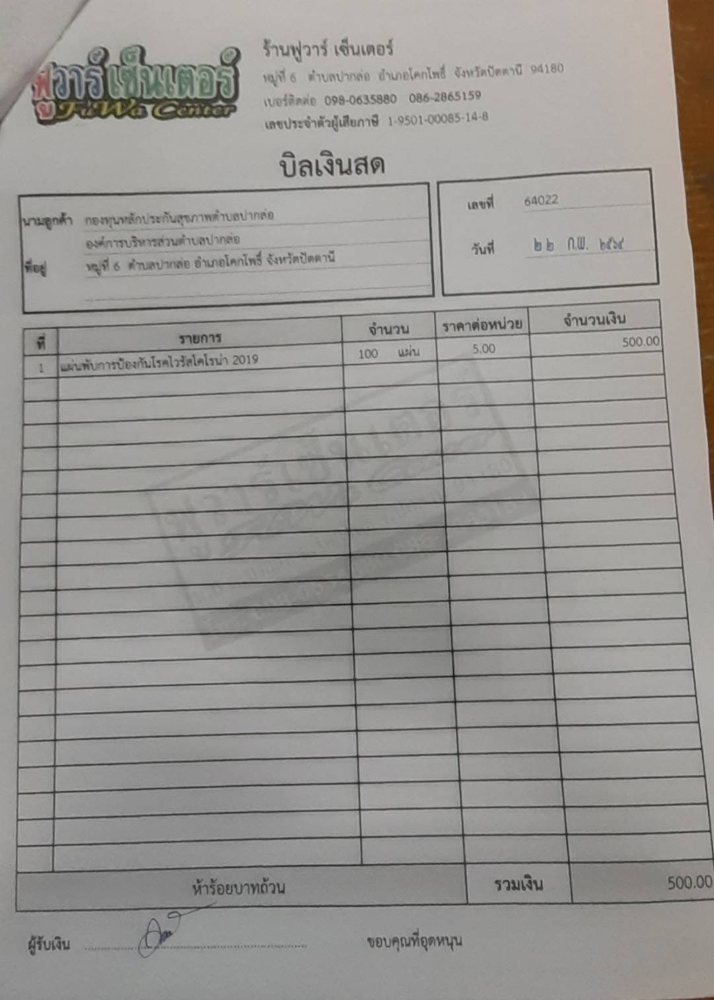 ฟูวาร์เซ็นเตอร์
FuWa Center
ร้านฟูวาร์ เซ็นเตอร์
หมู่ที่ 6 ตำบลปากล่อ อำเภอโคกโพธิ์ จังหวัดปัตตานี 94180
เบอร์ติดต่อ 098-0635880 086-2865159
เลขประจำตัวผู้เสียภาษี 1-9501-00085-14-8
บิลเงินสด
นามลูกค้า กองทุนหลักประกันสุขภาพตำบลปากล่อ
องค์การบริหารส่วนตำบลปากล่อ
ที่อยู่ หมู่ที่ 6 ตำบลปากล่อ อำเภอโคกโพธิ์ จังหวัดปัตตานี
เลขที่ 64022
วันที่ ๒๒ ก.พ. ๒๕๖๔
ที่ รายการ จำนวน ราคาต่อหน่วย จำนวนเงิน
1 แผ่นพับการป้องกันโรคไวรัสโคโรน่า 2019 100 แผ่น 5.00 500.00
ฟูวาร์เซ็นเตอร์
ห้าร้อยบาทถ้วน รวมเงิน 500.00
ผู้รับเงิน
ขอบคุณที่อุดหนุน